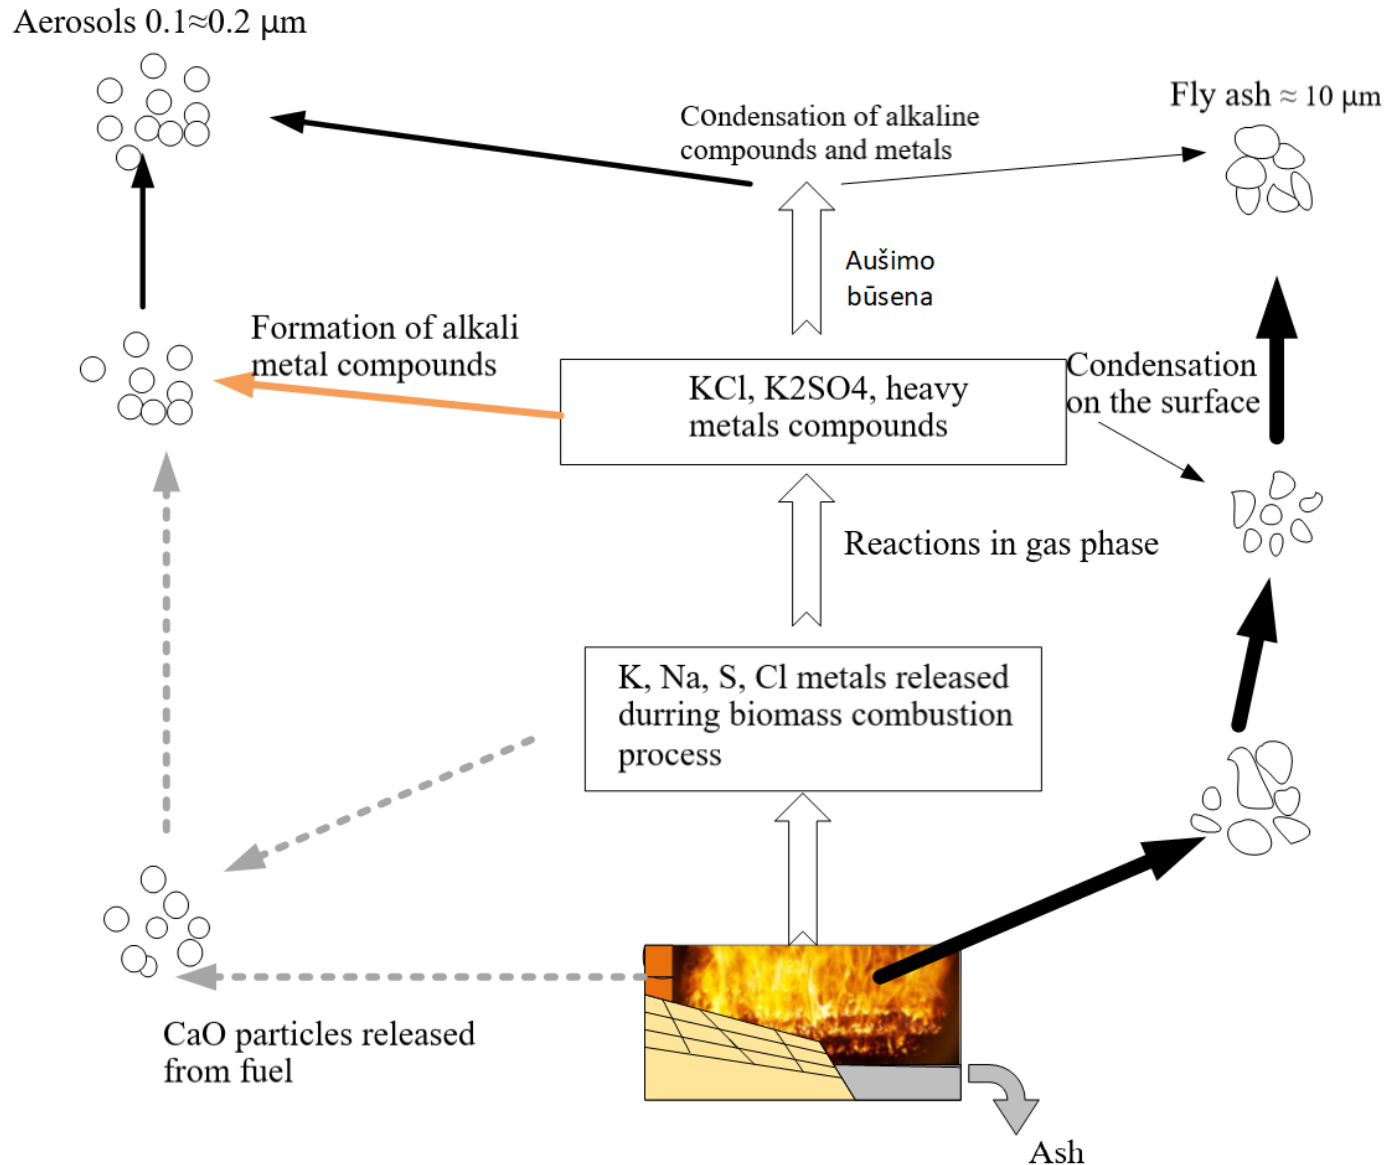 Aerosols 0.1≈0.2 µm
Fly ash ≈ 10 µm
Condensation of alkaline
compounds and metals
Aušimo
būsena
Formation of alkali
metal compounds
KCl, K2SO4, heavy
metals compounds
Condensation
on the surface
Reactions in gas phase
K, Na, S, Cl metals released
durring biomass combustion
process
CaO particles released
from fuel
Ash